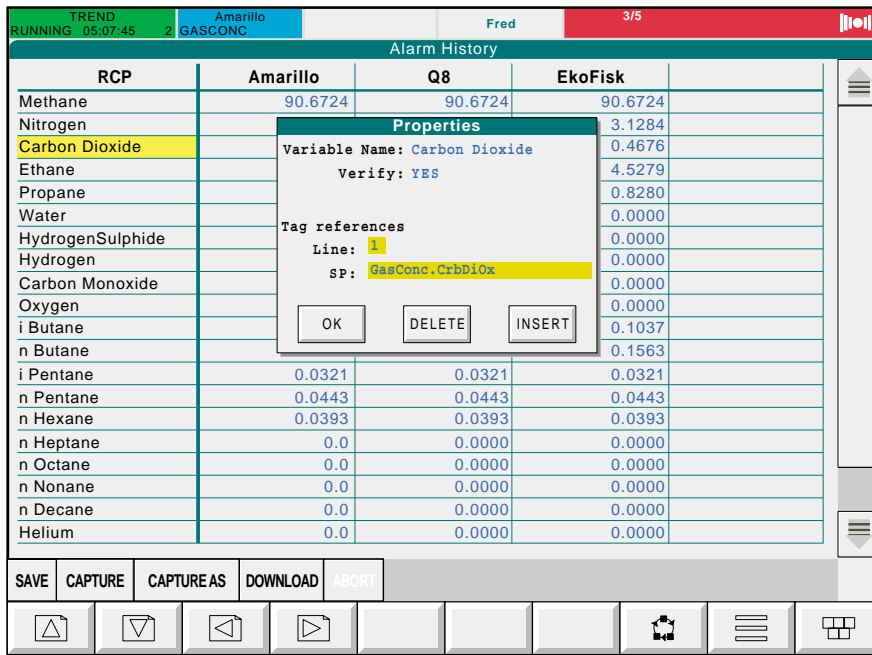 TREND
RUNNING 05:07:45
Amarillo
2 GASCONC
Fred
3/5
Alarm History
RCP Amarillo Q8 EkoFisk
Methane 90.6724 90.6724 90.6724
Nitrogen 3.1284
Carbon Dioxide 0.4676
Ethane 4.5279
Propane 0.8280
Water 0.0000
HydrogenSulphide 0.0000
Hydrogen 0.0000
Carbon Monoxide 0.0000
Oxygen 0.0000
i Butane 0.1037
n Butane 0.1563
i Pentane 0.0321 0.0321 0.0321
n Pentane 0.0443 0.0443 0.0443
n Hexane 0.0393 0.0393 0.0393
n Heptane 0.0 0.0000 0.0000
n Octane 0.0 0.0000 0.0000
n Nonane 0.0 0.0000 0.0000
n Decane 0.0 0.0000 0.0000
Helium 0.0 0.0000 0.0000
Properties
Variable Name: Carbon Dioxide
Verify: YES
Tag references
Line: 1
SP: GasConc.CrbDiOx
OK DELETE INSERT
SAVE CAPTURE CAPTURE AS DOWNLOAD ABORT